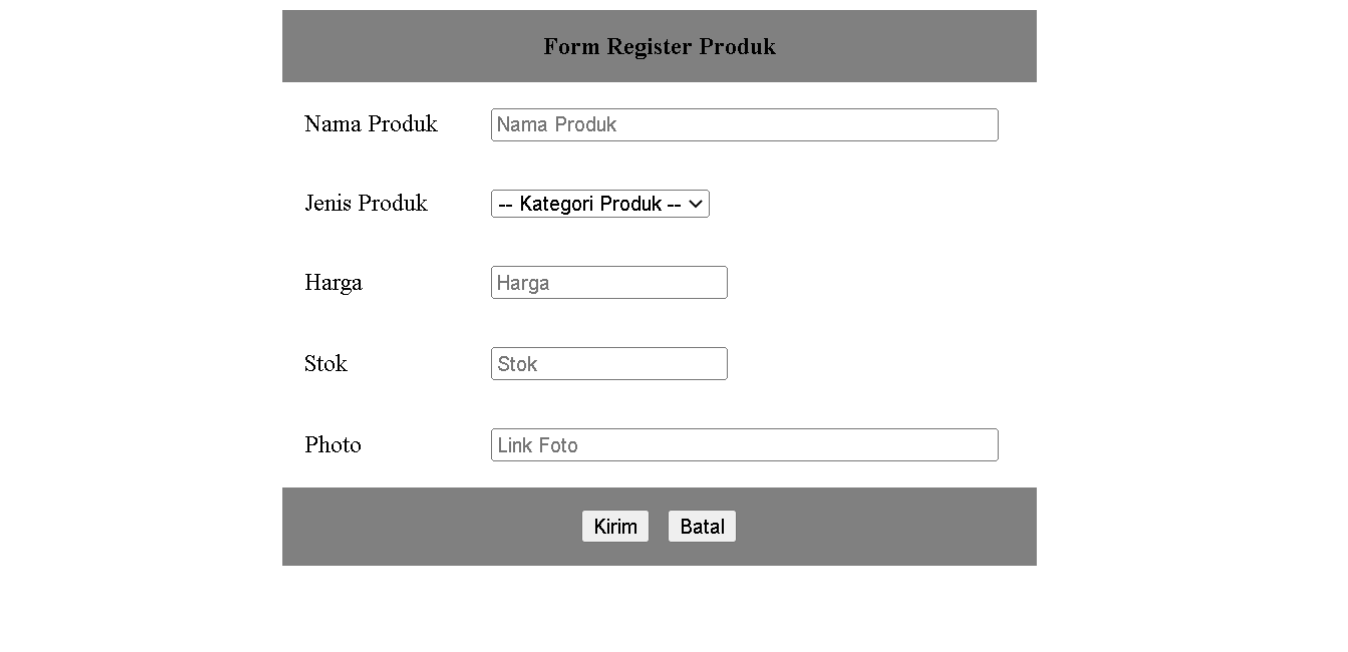 Form Register Produk
Nama Produk Nama Produk
Jenis Produk -- Kategori Produk --
Harga Harga
Stok Stok
Photo Link Foto
Kirim Batal